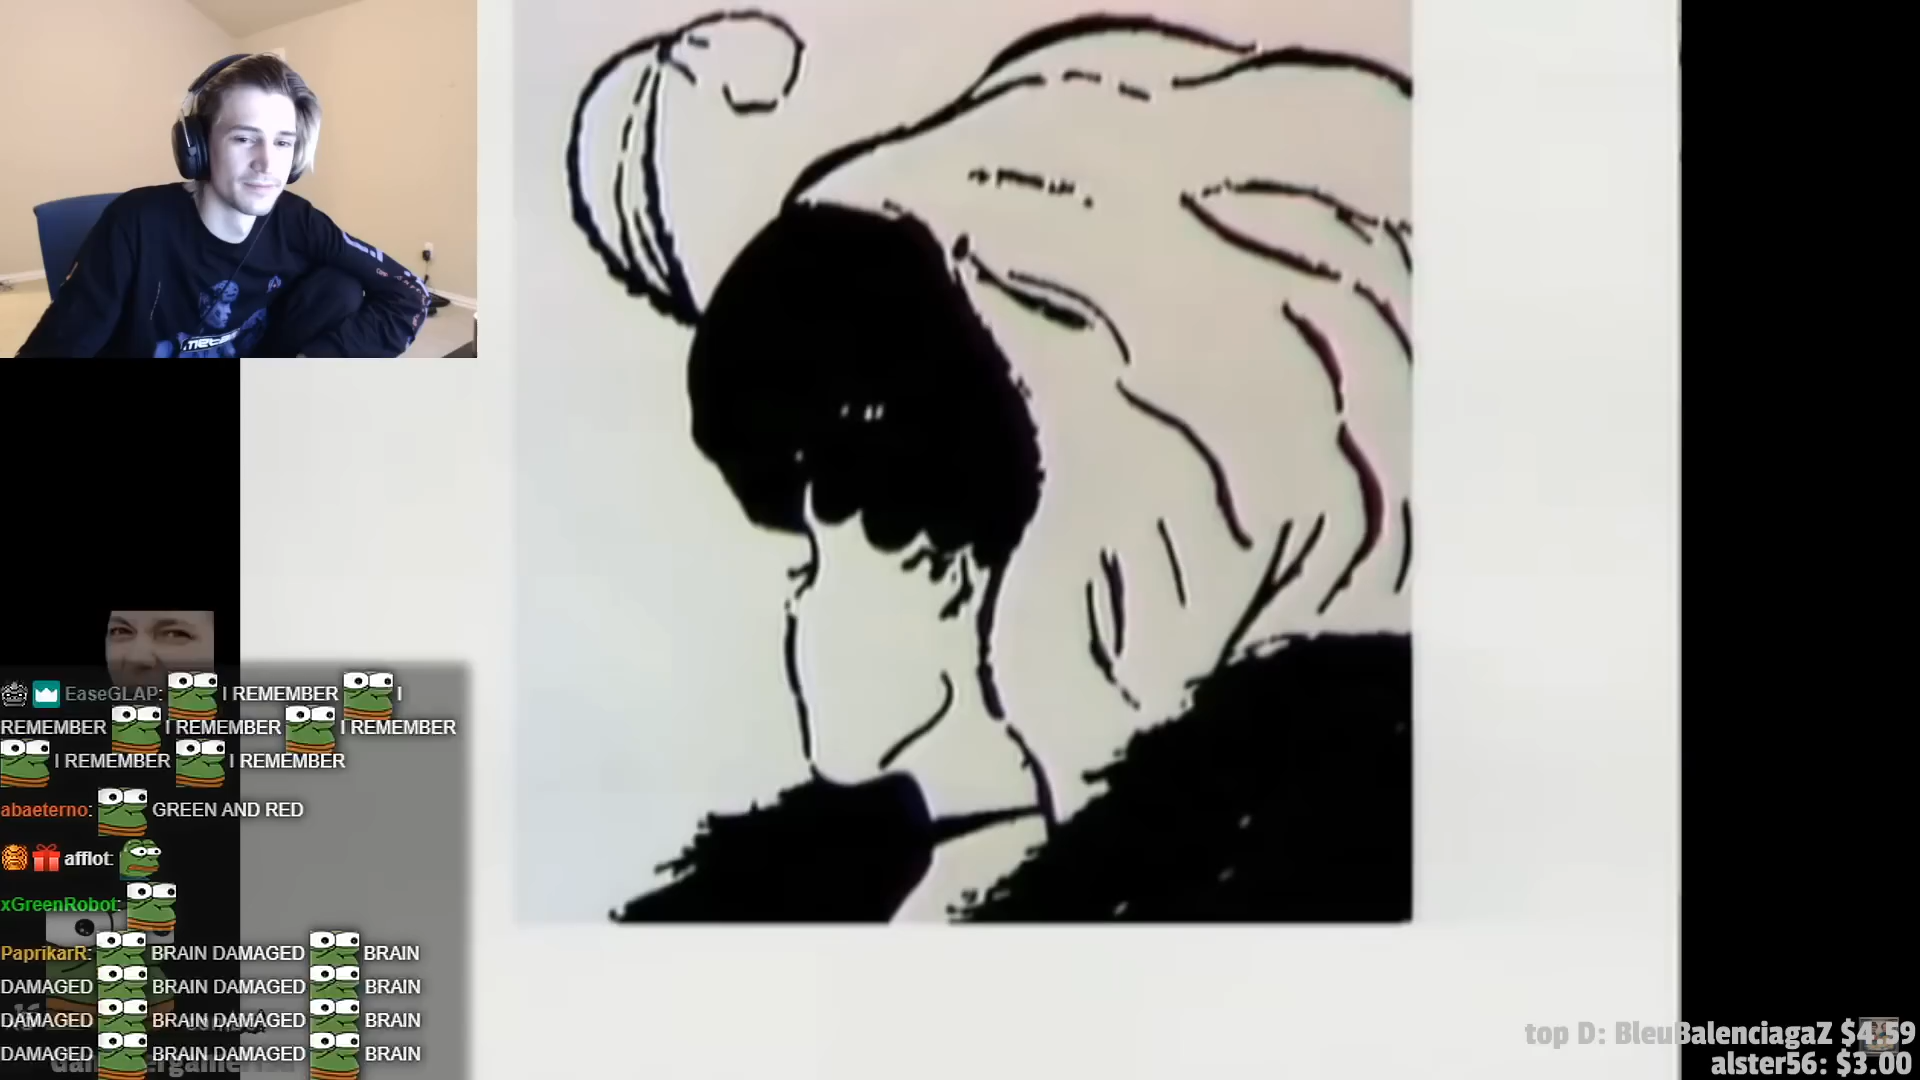 EaseGLAP: I REMEMBER I
REMEMBER I REMEMBER I REMEMBER
I REMEMBER I REMEMBER
abaeterno: GREEN AND RED
afflot:
xGreenRobot:
PaprikarR: BRAIN DAMAGED BRAIN
DAMAGED BRAIN DAMAGED BRAIN
DAMAGED BRAIN DAMAGED BRAIN
DAMAGED BRAIN DAMAGED BRAIN
top D: BleuBalenciagaZ $4.59
alster56: $3.00